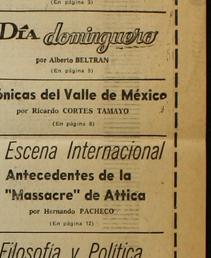 (En página 3)
Día dominguero
por Alberto BELTRAN
(En página 5)
ónicas del Valle de México
por Ricardo CORTES TAMAYO
(En página 8)
Escena Internacional
Antecedentes de la
"Massacre" de Attica
por Hernando PACHECO
(En página 12)
Filosofía y Política